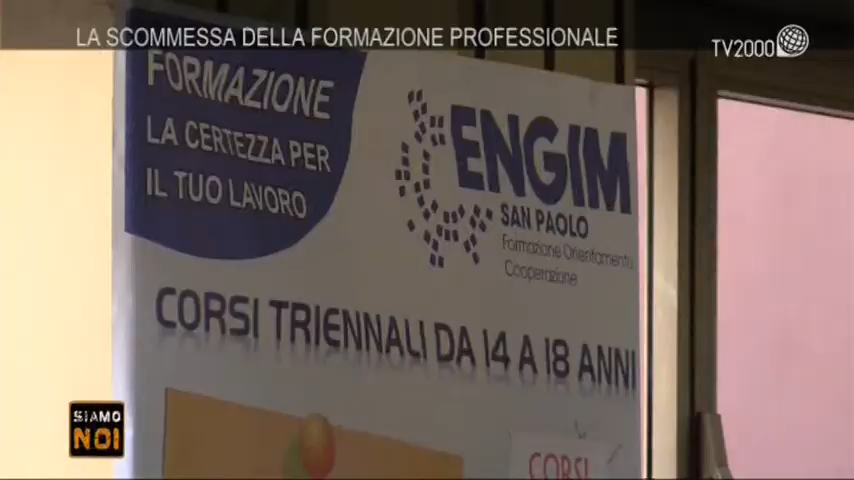 LA SCOMMESSA DELLA FORMAZIONE PROFESSIONALE
TV2000
FORMAZIONE
LA CERTEZZA PER
IL TUO LAVORO
ENGIM
SAN PAOLO
Formazione Orientamento
Cooperazione
CORSI TRIENNALI DA 14 A 18 ANNI
CORSI
SIAMO
NOI